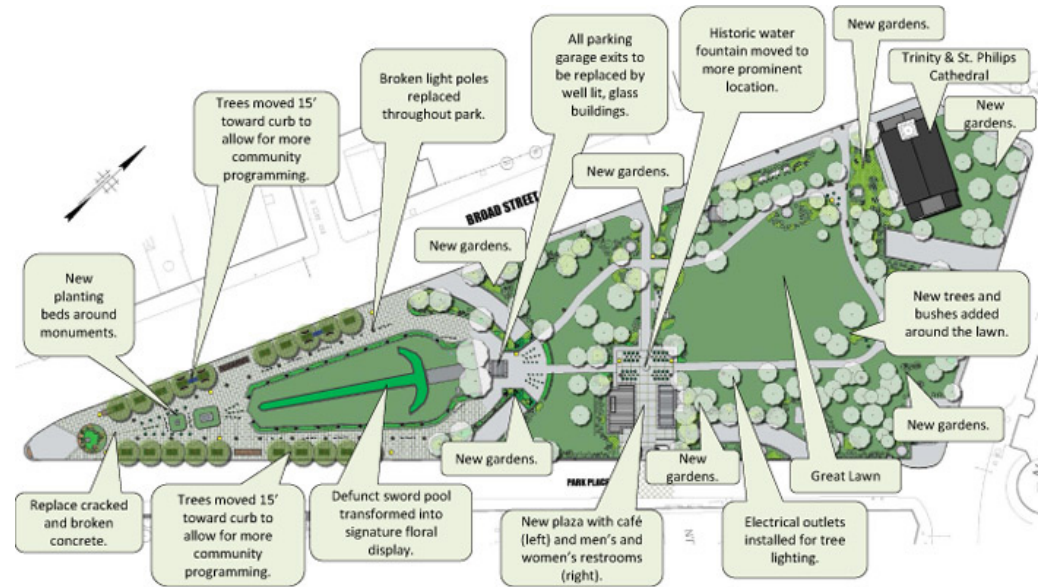 New gardens.
Trinity & St. Philips
Cathedral
New
gardens.
Historic water
fountain moved to
more prominent
location.
All parking
garage exits to
be replaced by
well lit, glass
buildings.
Broken light poles
replaced
throughout park.
Trees moved 15'
toward curb to
allow for more
community
programming.
New gardens.
BROAD STREET
New gardens.
New
planting
beds around
monuments.
New trees and
bushes added
around the lawn.
Replace cracked
and broken
concrete.
Trees moved 15'
toward curb to
allow for more
community
programming.
Defunct sword pool
transformed into
signature floral
display.
New gardens.
PARK PLACE
New plaza with café
(left) and men's and
women's restrooms
(right).
New
gardens.
Electrical outlets
installed for tree
lighting.
Great Lawn
New gardens.